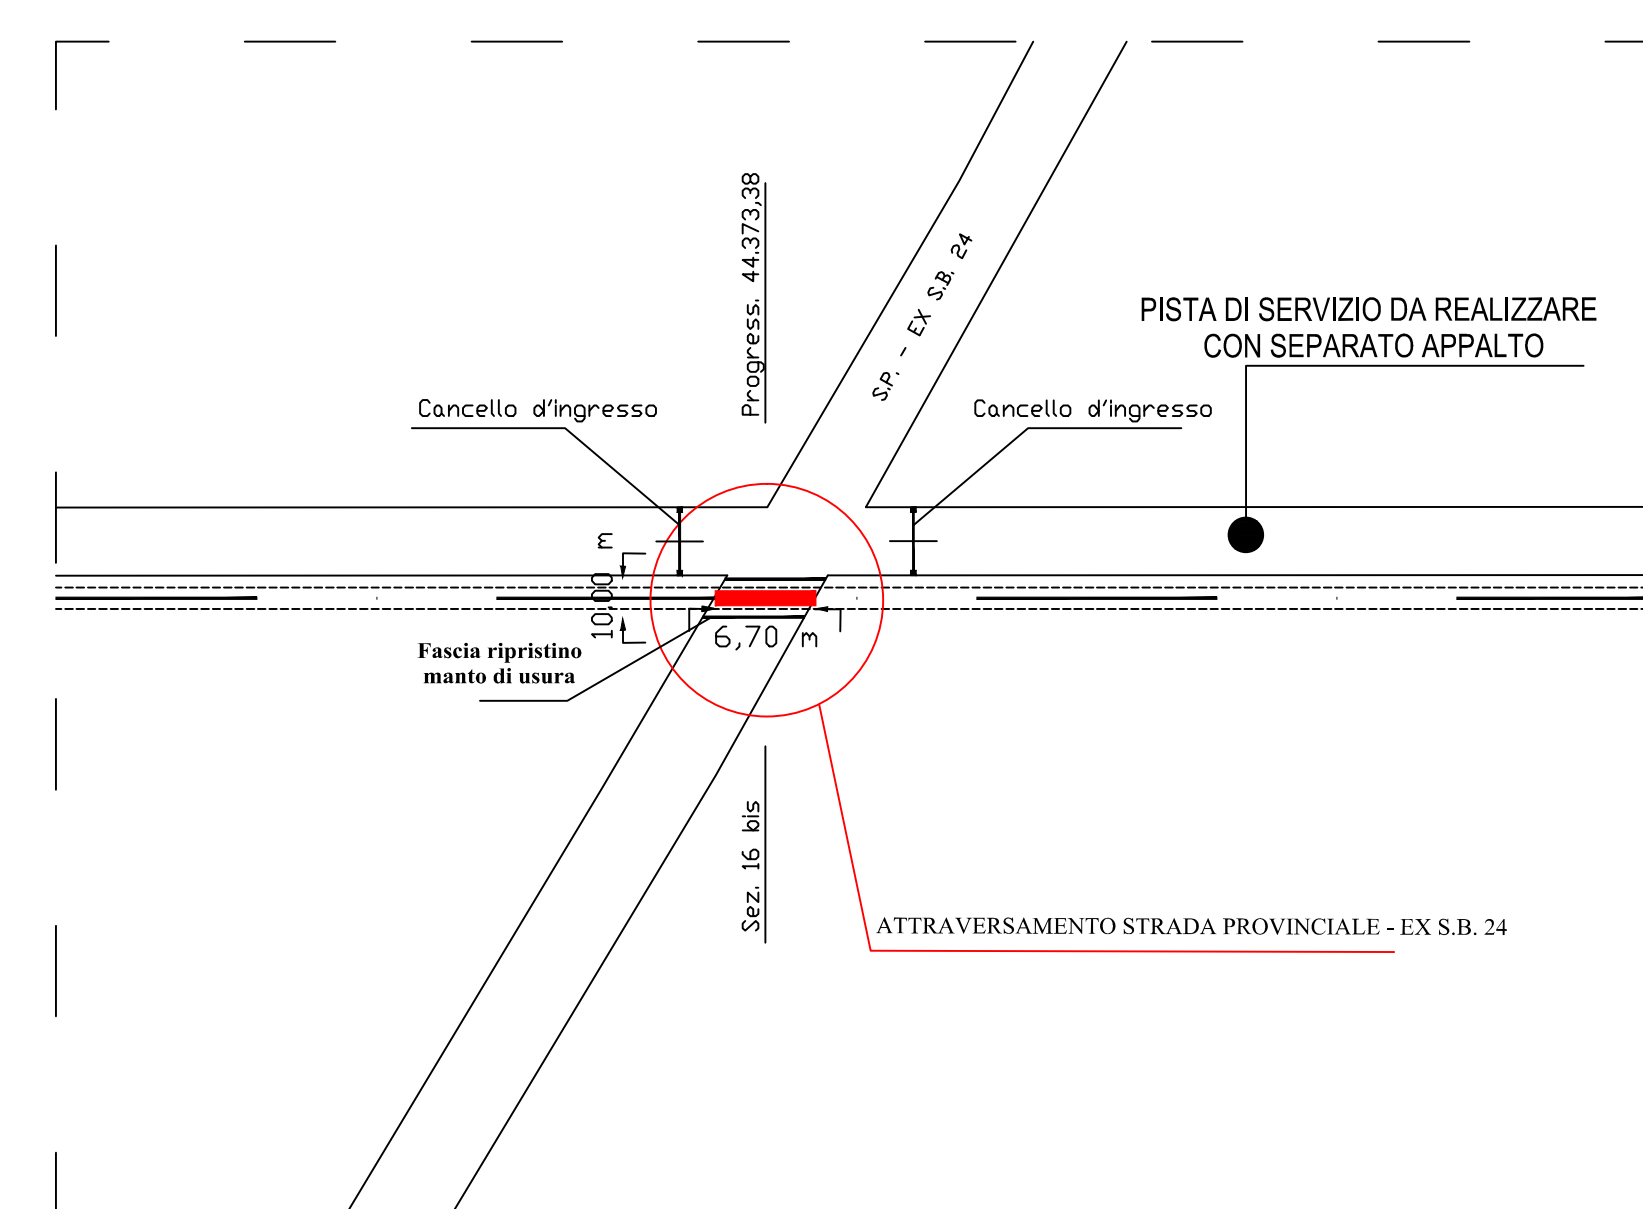 Progress. 44.373,38
S.P. - EX S.B. 24
PISTA DI SERVIZIO DA REALIZZARE
CON SEPARATO APPALTO
Cancello d'ingresso
Cancello d'ingresso
10,00 m
6,70 m
Fascia ripristino
manto di usura
Sez. 16 bis
ATTRAVERSAMENTO STRADA PROVINCIALE - EX S.B. 24